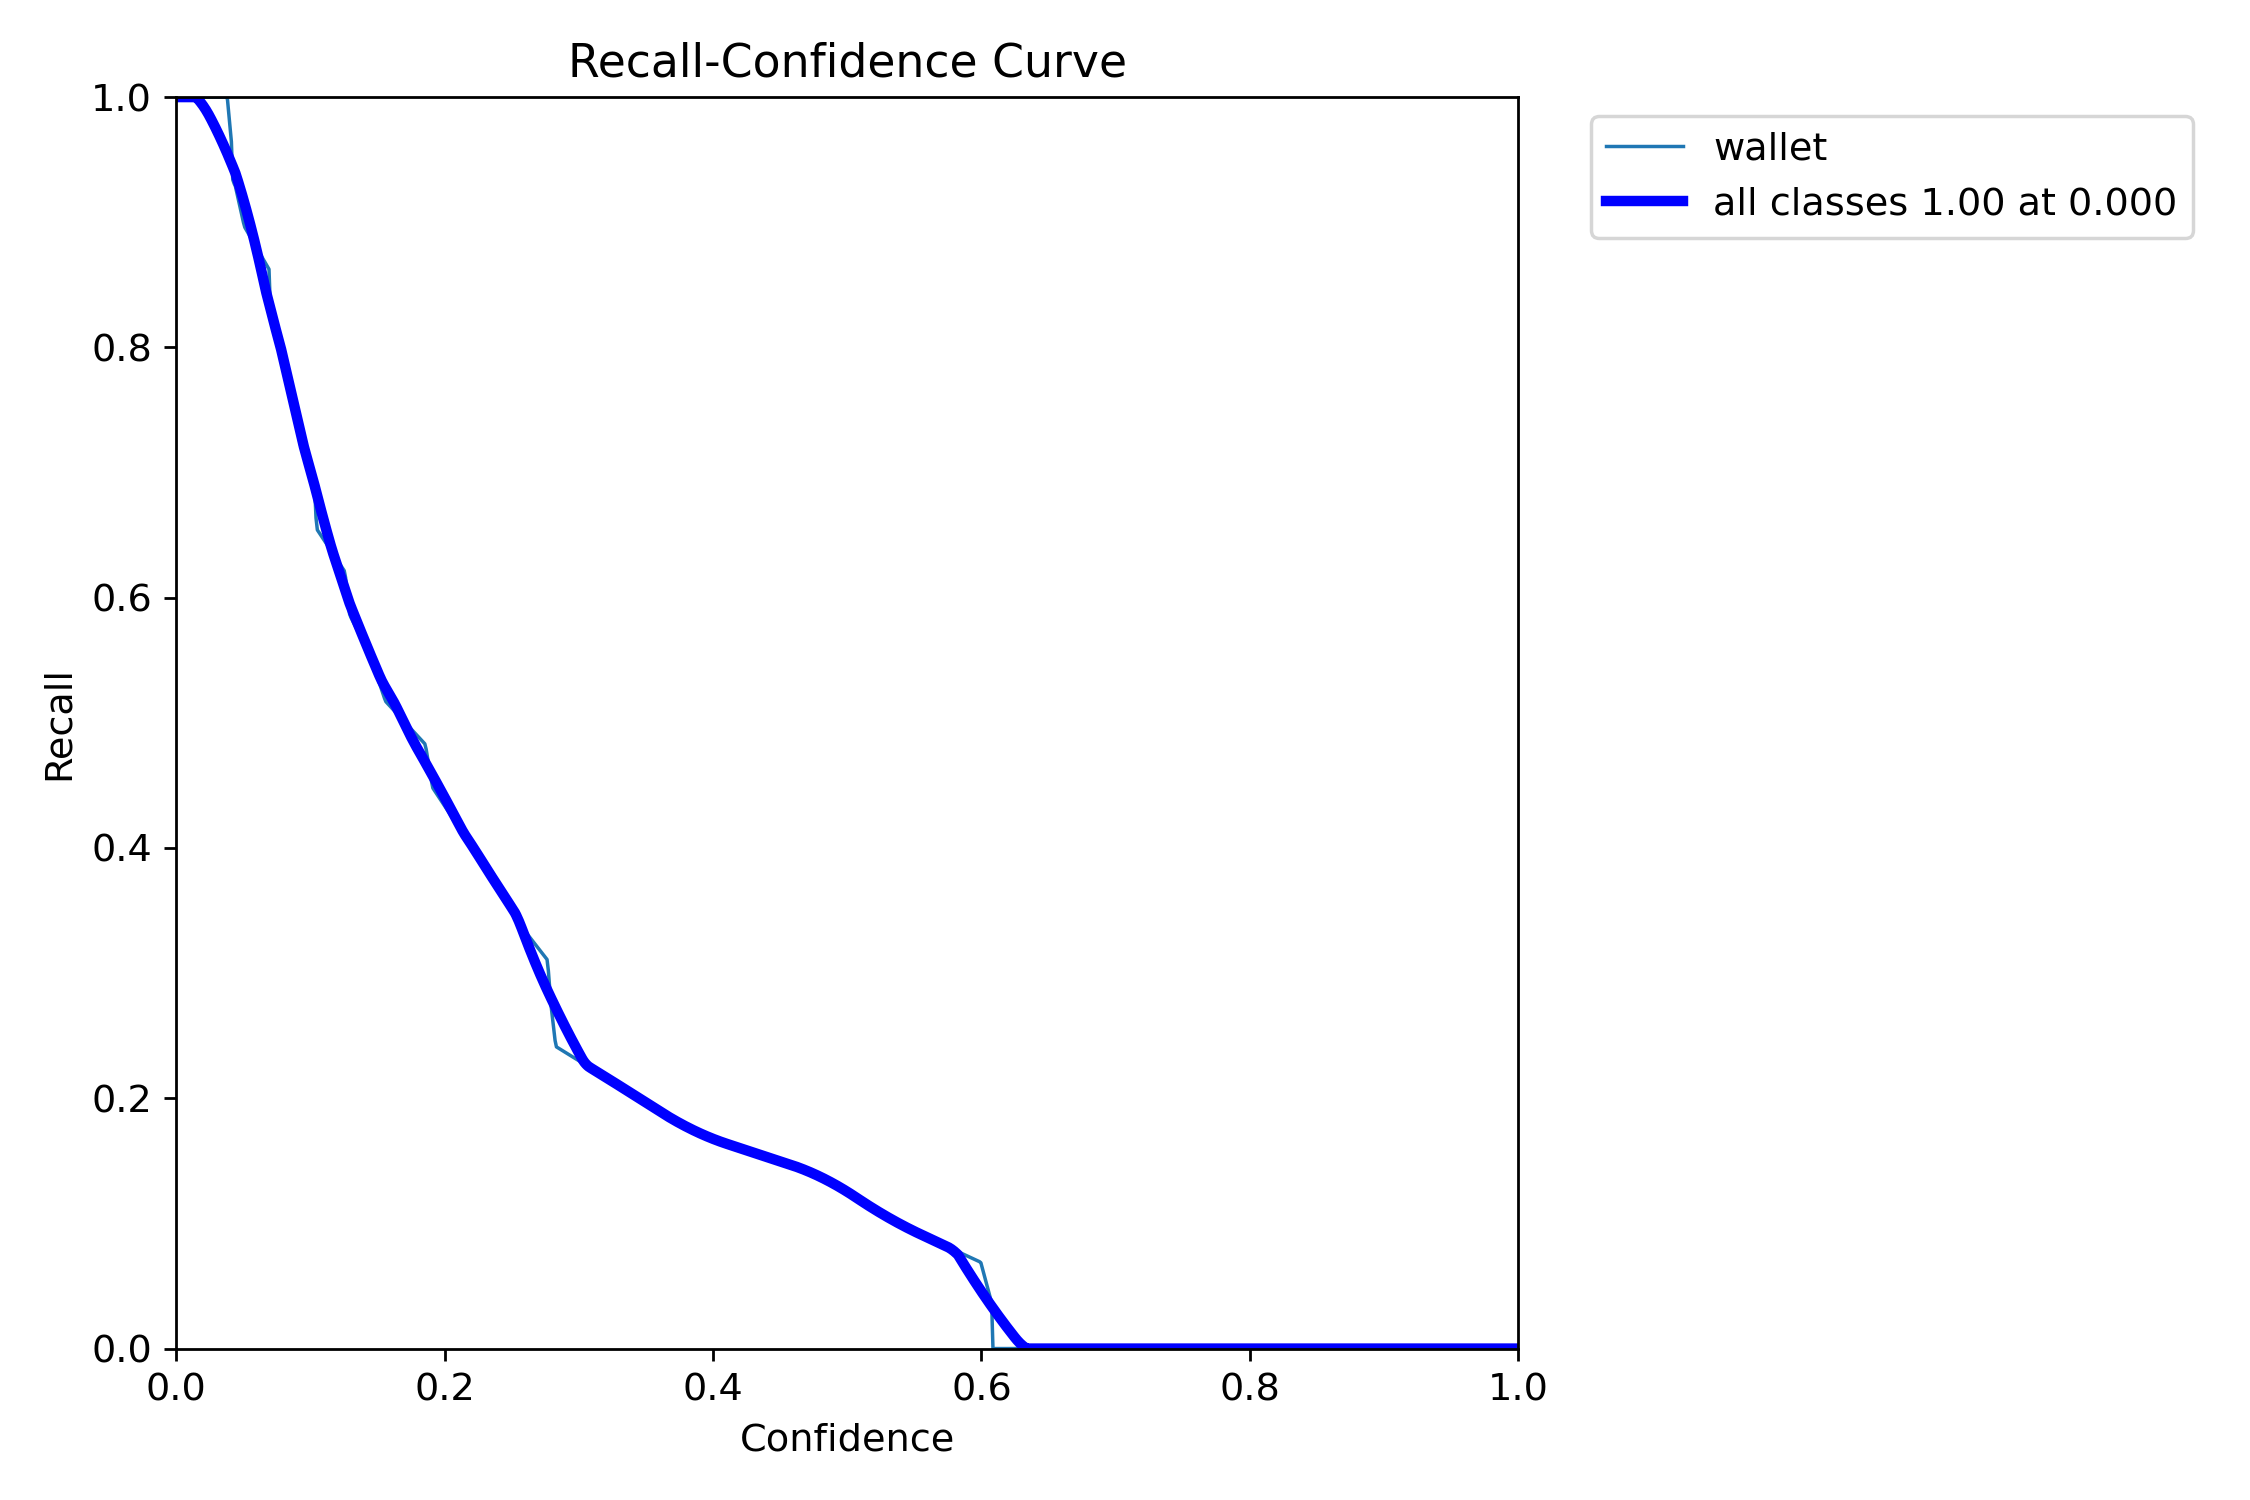 Recall-Confidence Curve
wallet
all classes 1.00 at 0.000
Recall
1.0
0.8
0.6
0.4
0.2
0.0
0.0 0.2 0.4 0.6 0.8 1.0
Confidence